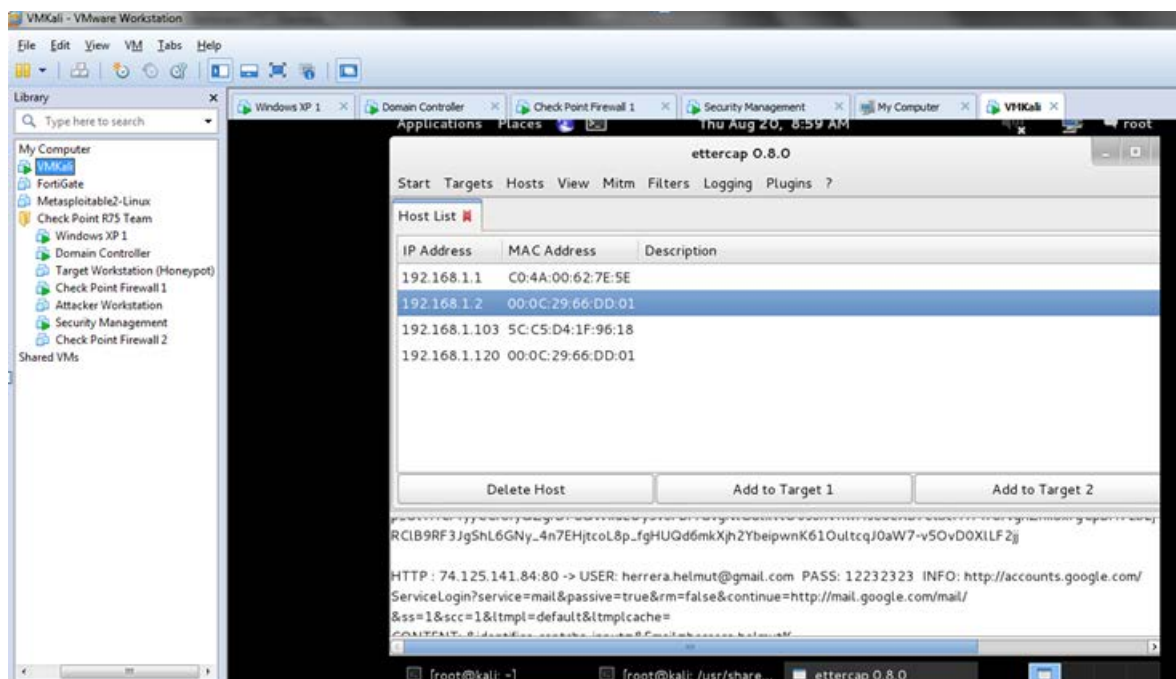 VMKali - VMware Workstation
File Edit View VM Tabs Help
Library
Type here to search
My Computer
VMKali
FortiGate
Metasploitable2-Linux
Check Point R75 Team
Windows XP 1
Domain Controller
Target Workstation (Honeypot)
Check Point Firewall 1
Attacker Workstation
Security Management
Check Point Firewall 2
Shared VMs
Windows XP 1 Domain Controller Check Point Firewall 1 Security Management My Computer VMKali
Applications Places Thu Aug 20, 8:59 AM root
ettercap 0.8.0
Start Targets Hosts View Mitm Filters Logging Plugins ?
Host List
IP Address MAC Address Description
192.168.1.1 C0:4A:00:62:7E:5E
192.168.1.2 00:0C:29:66:DD:01
192.168.1.103 5C:C5:D4:1F:96:18
192.168.1.120 00:0C:29:66:DD:01
Delete Host Add to Target 1 Add to Target 2
RClB9RF3JgShL6GNy_4n7EHjtcoL8p_fgHUQd6mkXjh2YbeipwnK61OultcqJ0aW7-v5OvD0XlLF2jj
HTTP : 74.125.141.84:80 -> USER: herrera.helmut@gmail.com PASS: 12232323 INFO: http://accounts.google.com/
ServiceLogin?service=mail&passive=true&rm=false&continue=http://mail.google.com/mail/
&ss=1&scc=1&ltmpl=default&ltmplcache=
[root@kali: ~] [root@kali: /usr/share... ettercap 0.8.0